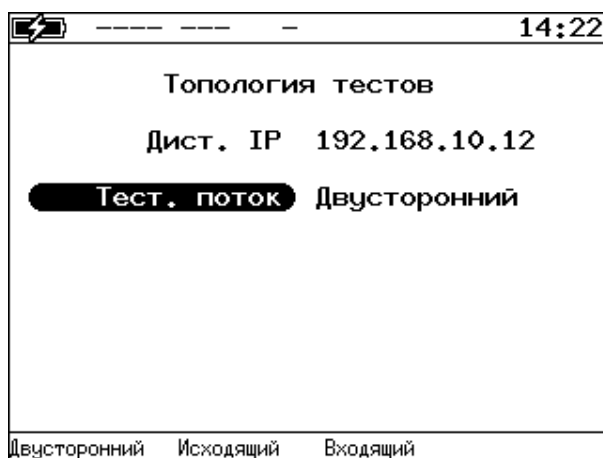 ---- --- - 14:22
Топология тестов
Дист. IP 192.168.10.12
Тест. поток Двусторонний
Двусторонний Исходящий Входящий